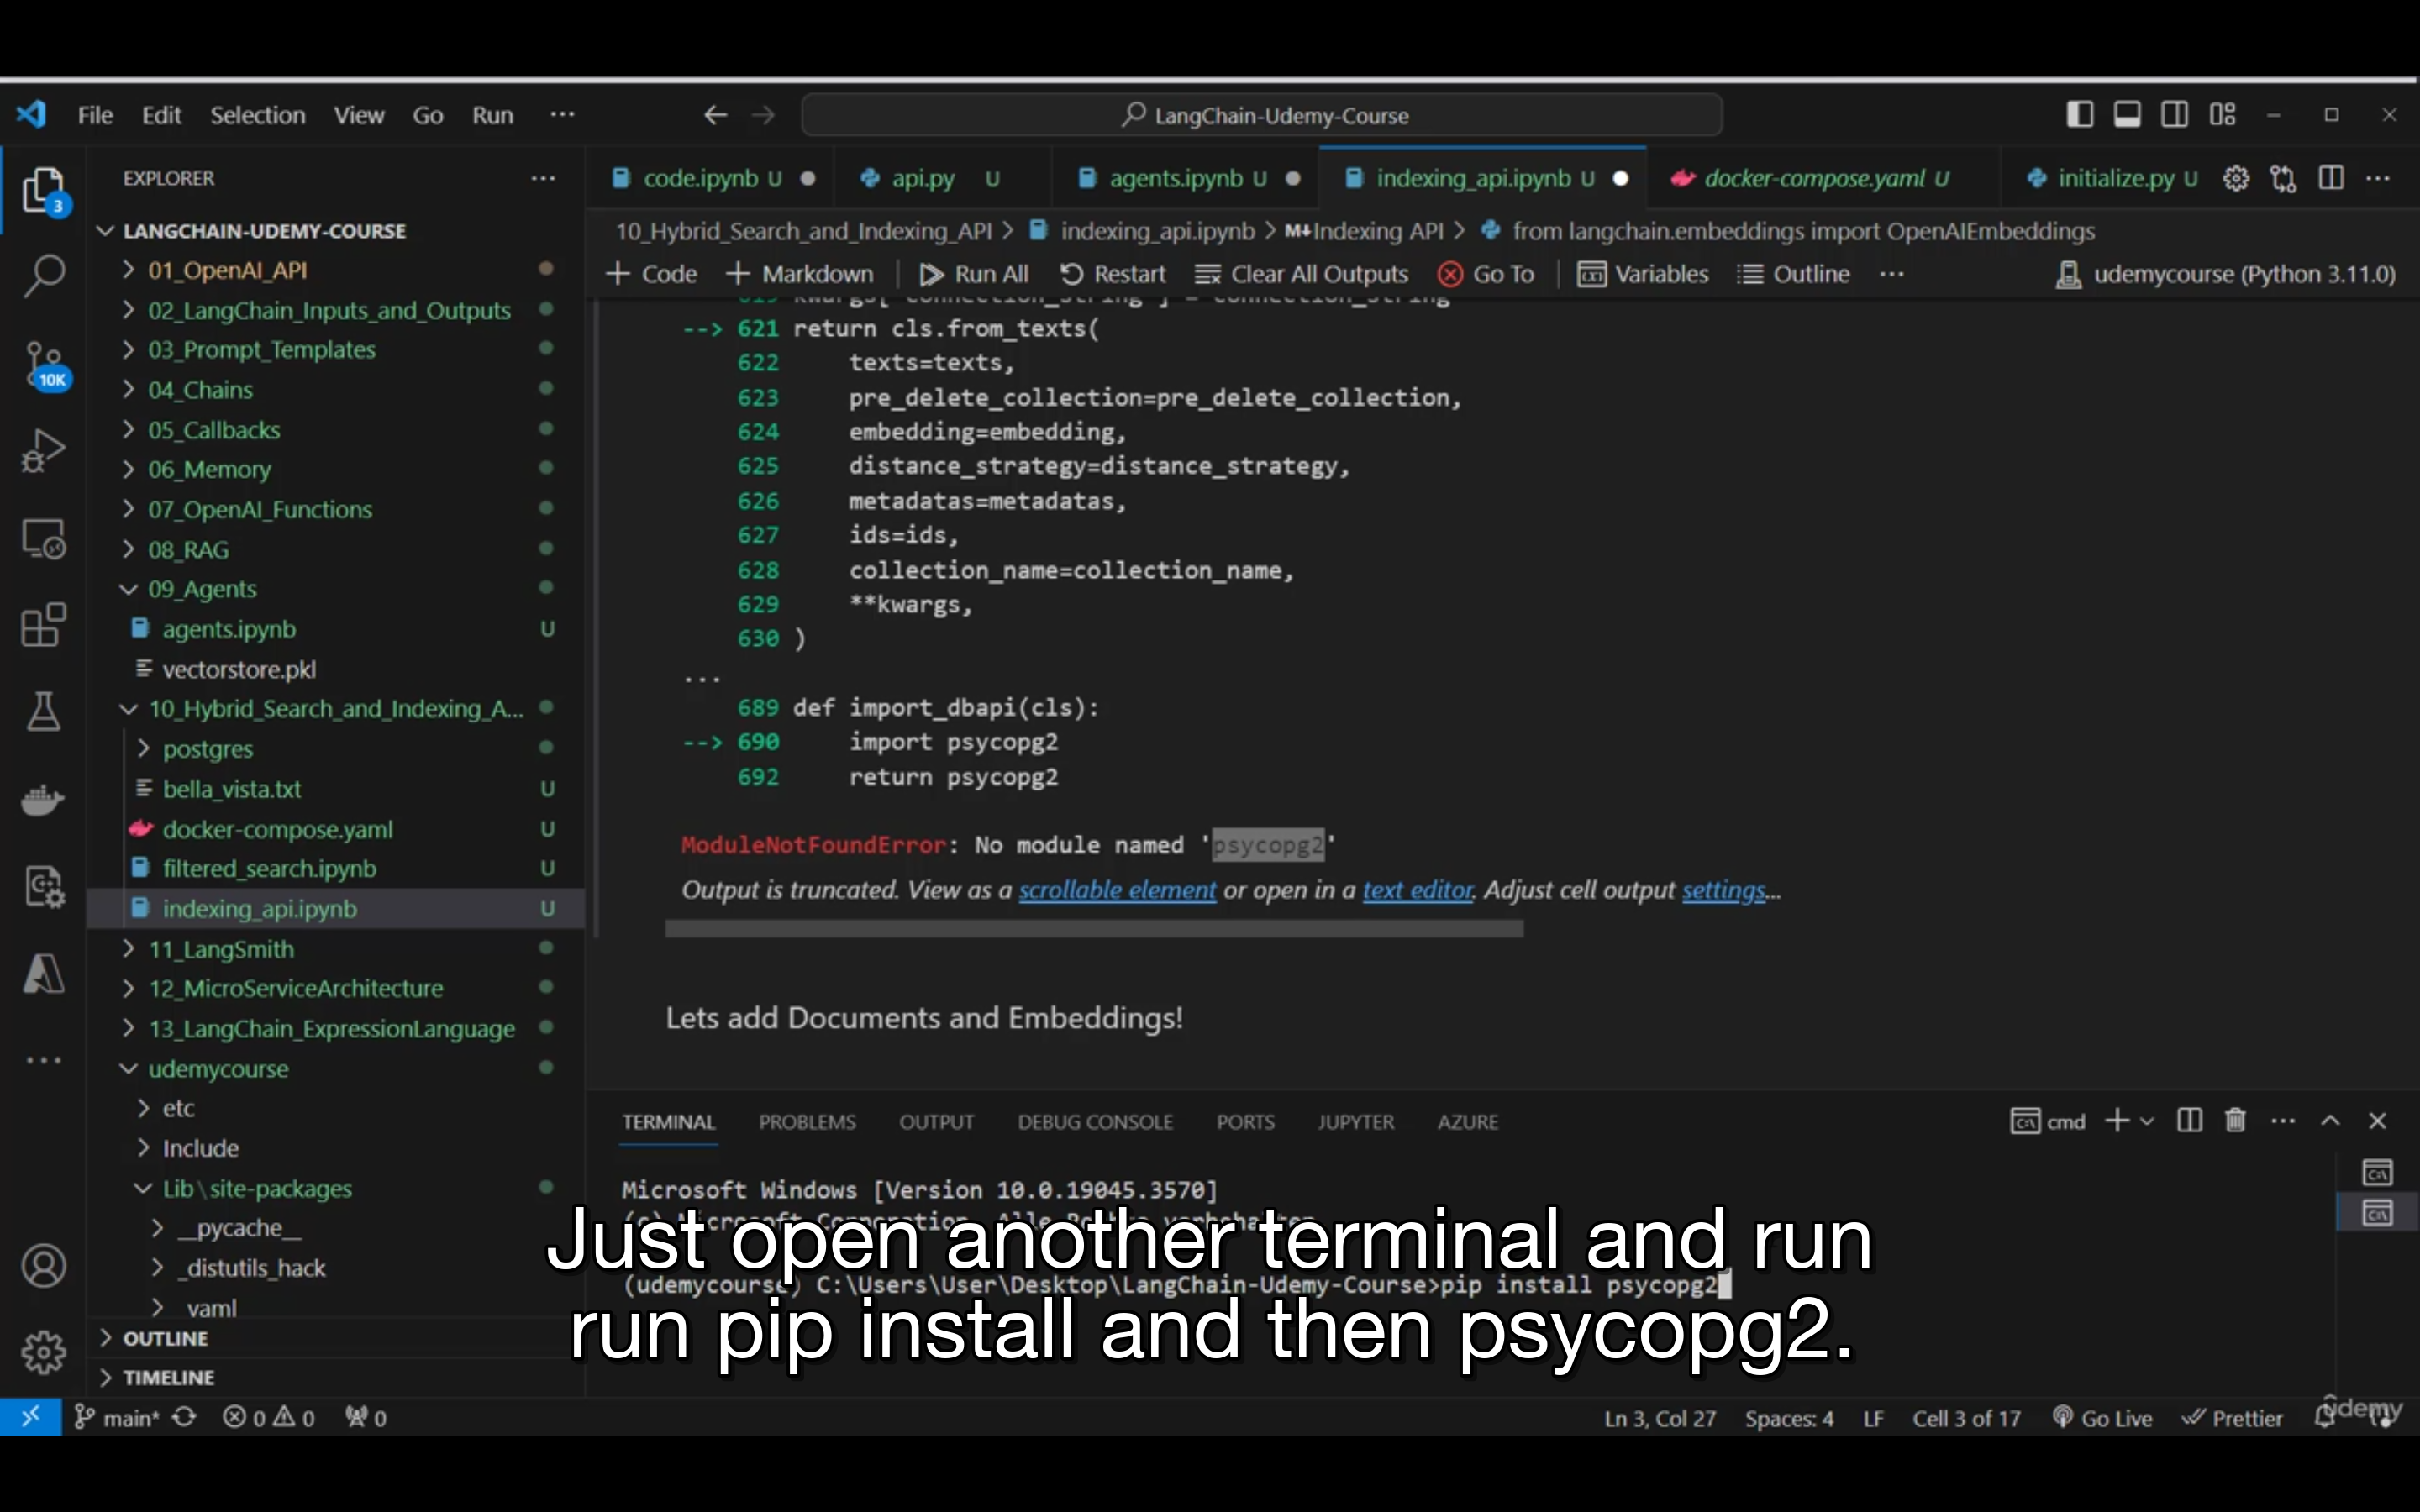 File Edit Selection View Go Run ... LangChain-Udemy-Course
EXPLORER ...
3
10K
LANGCHAIN-UDEMY-COURSE
01_OpenAI_API
02_LangChain_Inputs_and_Outputs
03_Prompt_Templates
04_Chains
05_Callbacks
06_Memory
07_OpenAI_Functions
08_RAG
09_Agents
agents.ipynb U
vectorstore.pkl
10_Hybrid_Search_and_Indexing_A...
postgres
bella_vista.txt U
docker-compose.yaml U
filtered_search.ipynb U
indexing_api.ipynb U
11_LangSmith
12_MicroServiceArchitecture
13_LangChain_ExpressionLanguage
udemycourse
etc
Include
Lib\site-packages
__pycache__
_distutils_hack
yaml
OUTLINE
TIMELINE
code.ipynb U api.py U agents.ipynb U indexing_api.ipynb U docker-compose.yaml U initialize.py U ...
10_Hybrid_Search_and_Indexing_API > indexing_api.ipynb > M↓Indexing API > from langchain.embeddings import OpenAIEmbeddings
+ Code + Markdown Run All Restart Clear All Outputs Go To Variables Outline ... udemycourse (Python 3.11.0)
--> 621 return cls.from_texts(
622 texts=texts,
623 pre_delete_collection=pre_delete_collection,
624 embedding=embedding,
625 distance_strategy=distance_strategy,
626 metadatas=metadatas,
627 ids=ids,
628 collection_name=collection_name,
629 **kwargs,
630 )
...
689 def import_dbapi(cls):
--> 690 import psycopg2
692 return psycopg2
ModuleNotFoundError: No module named 'psycopg2'
Output is truncated. View as a scrollable element or open in a text editor. Adjust cell output settings...
Lets add Documents and Embeddings!
TERMINAL PROBLEMS OUTPUT DEBUG CONSOLE PORTS JUPYTER AZURE cmd
Microsoft Windows [Version 10.0.19045.3570]
Just open another terminal and run
(udemycourse) C:\Users\User\Desktop\LangChain-Udemy-Course>pip install psycopg2
run pip install and then psycopg2.
main* 0 0 0 Ln 3, Col 27 Spaces: 4 LF Cell 3 of 17 Go Live Prettier
udemy